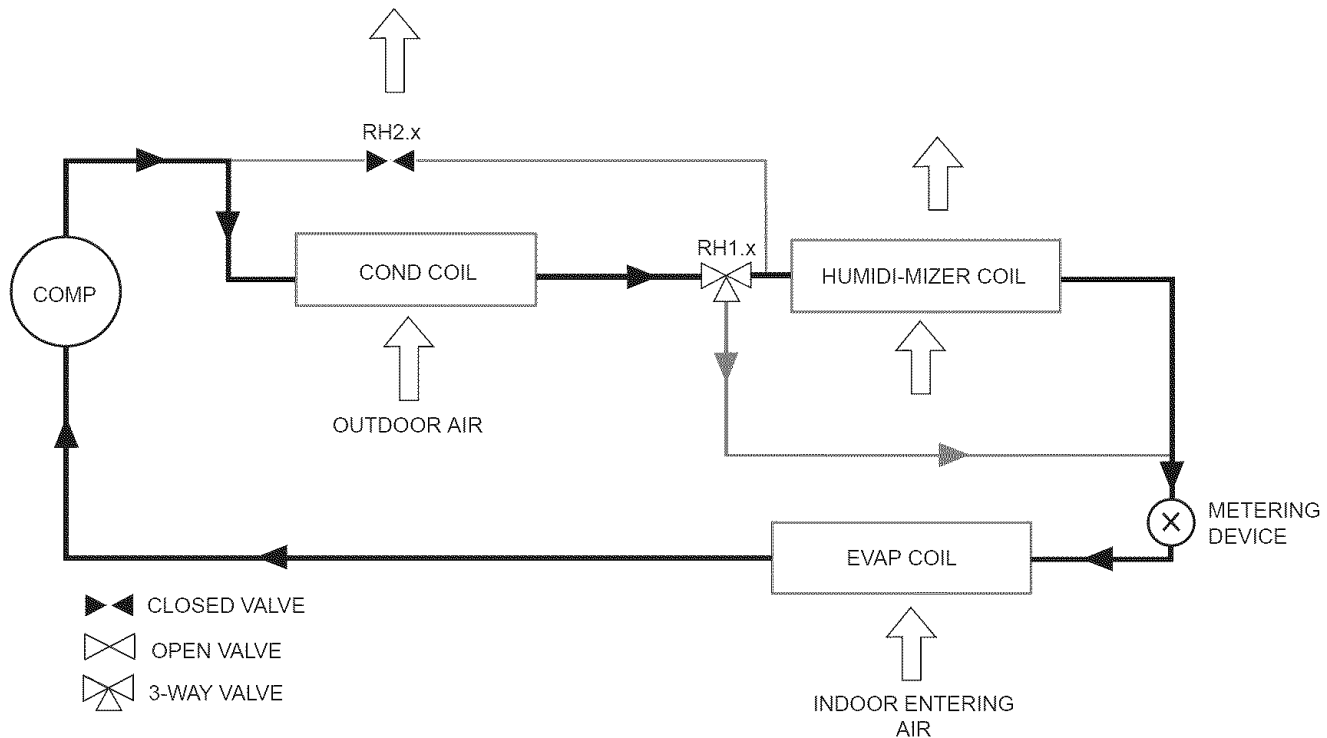 RH2.x
RH1.x
COMP
COND COIL
HUMIDI-MIZER COIL
OUTDOOR AIR
METERING
DEVICE
EVAP COIL
CLOSED VALVE
OPEN VALVE
3-WAY VALVE
INDOOR ENTERING
AIR